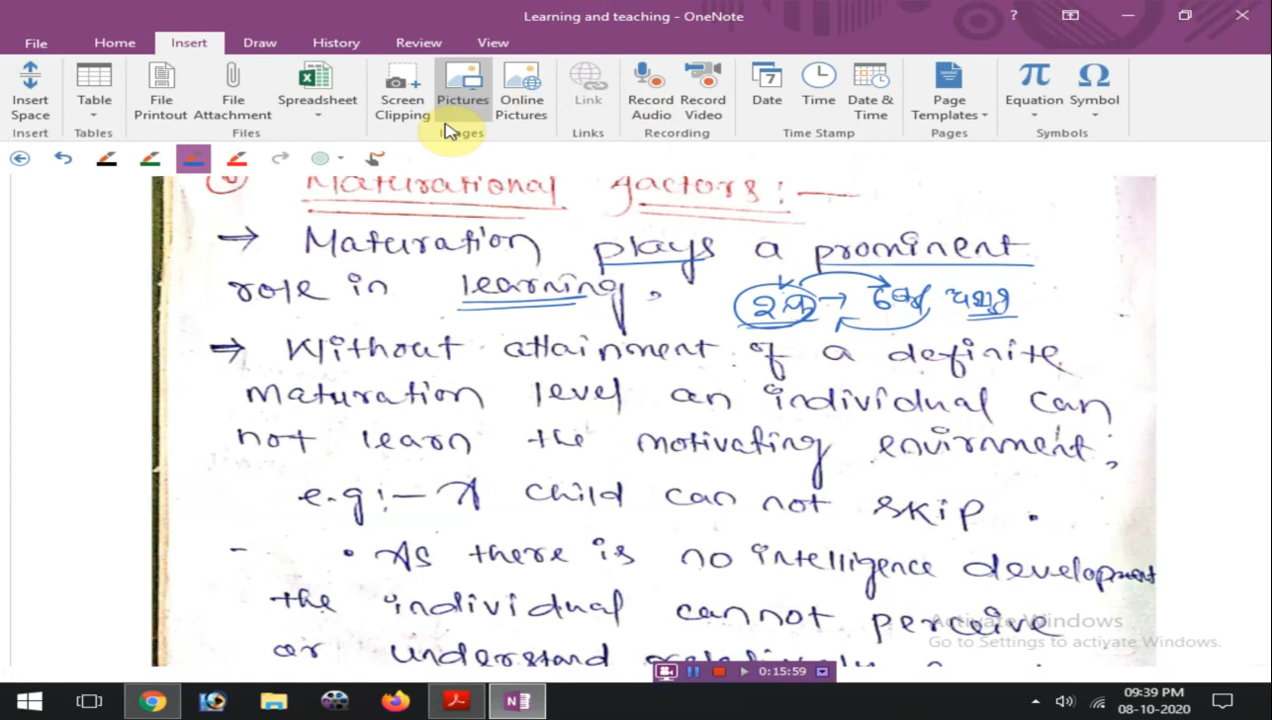 Learning and teaching - OneNote
?
File Home Insert Draw History Review View
Insert Space
Table
File Printout
File Attachment
Spreadsheet
Screen Clipping
Pictures
Online Pictures
Link
Record Audio
Record Video
Date
Time
Date & Time
Page Templates
π Equation
Ω Symbol
Insert Tables Files Images Links Recording Time Stamp Pages Symbols
Maturational factors:—
→ Maturation plays a prominent
role in learning,
→ Without attainment of a definite
maturation level an individual can
not learn the motivating envirnment,
e.g:— A child can not skip.
- • As there is no intelligence development
the individual cannot perceive
or understand
Activate Windows
Go to Settings to activate Windows.
0:15:59
09:39 PM
08-10-2020